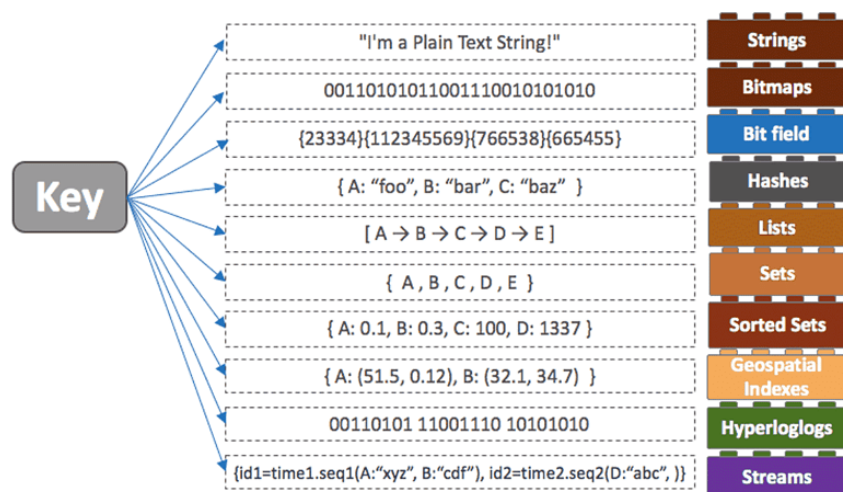 "I'm a Plain Text String!" Strings
00110101011001110010101010 Bitmaps
{23334}{112345569}{766538}{665455} Bit field
Key
{ A: “foo”, B: “bar”, C: “baz” } Hashes
[ A → B → C → D → E ] Lists
{ A , B , C , D , E } Sets
{ A: 0.1, B: 0.3, C: 100, D: 1337 } Sorted Sets
{ A: (51.5, 0.12), B: (32.1, 34.7) } Geospatial
Indexes
00110101 11001110 10101010 Hyperloglogs
{id1=time1.seq1(A:“xyz”, B:“cdf”), id2=time2.seq2(D:“abc”, )} Streams